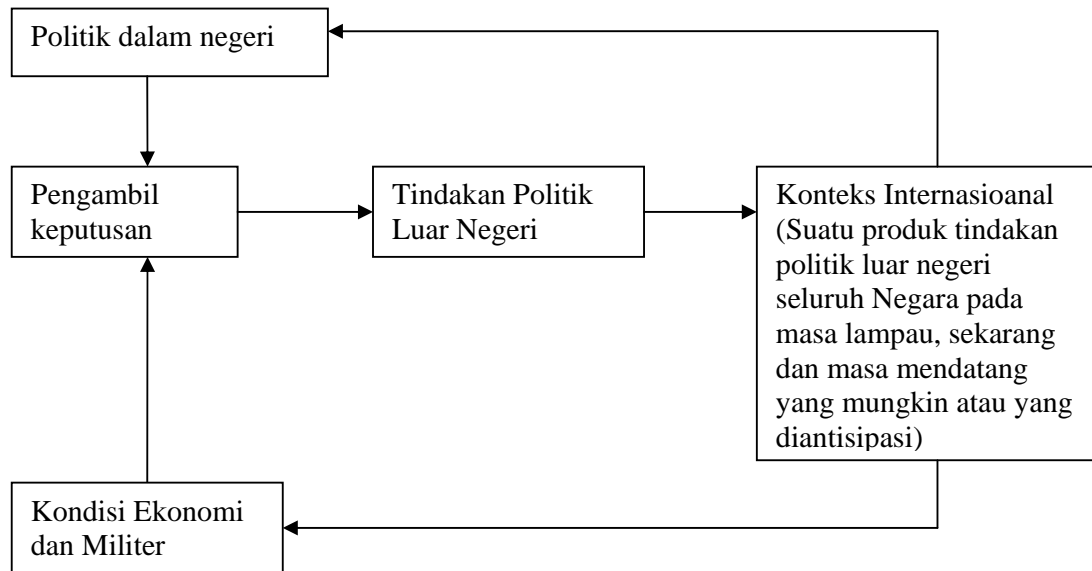 Politik dalam negeri
Pengambil
keputusan
Tindakan Politik
Luar Negeri
Konteks Internasioanal
(Suatu produk tindakan
politik luar negeri
seluruh Negara pada
masa lampau, sekarang
dan masa mendatang
yang mungkin atau yang
diantisipasi)
Kondisi Ekonomi
dan Militer